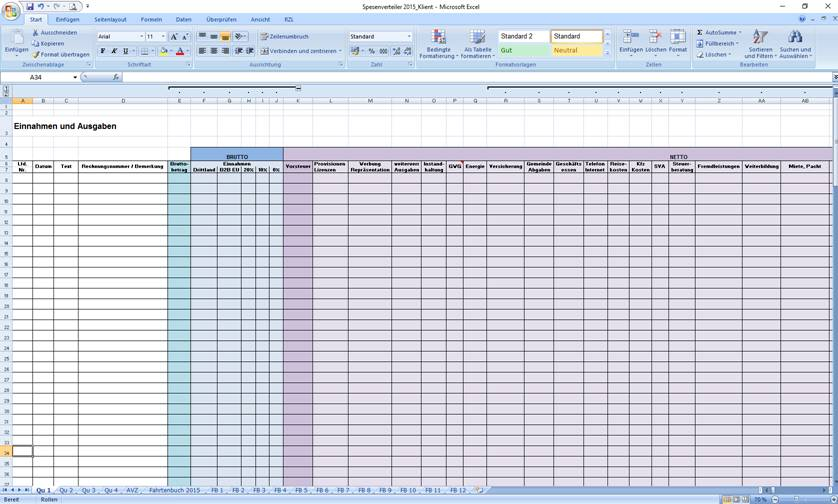 Spesenverteiler 2015_Klient - Microsoft Excel
Start Einfügen Seitenlayout Formeln Daten Überprüfen Ansicht RZL
Einfügen
Ausschneiden
Kopieren
Format übertragen
Zwischenablage
Arial 11
F K U
Schriftart
Zeilenumbruch
Verbinden und zentrieren
Ausrichtung
Standard
% 000
Zahl
Bedingte Formatierung
Als Tabelle formatieren
Standard 2 Standard
Gut Neutral
Formatvorlagen
Einfügen Löschen Format
Zellen
AutoSumme
Füllbereich
Löschen
Sortieren und Filtern
Suchen und Auswählen
Bearbeiten
A34 fx
A B C D E F G H I J K L M N O P Q R S T U V W X Y Z AA AB
Einnahmen und Ausgaben
BRUTTO NETTO
Lfd. Nr. Datum Text Rechnungsnummer / Bemerkung Brutto-betrag Einnahmen Drittland B2B EU 20% 10% 0% Vorsteuer Provisionen Lizenzen Werbung Repräsentation weiterverr Ausgaben Instand-haltung GWG Energie Versicherung Gemeinde Abgaben Geschäfts essen Telefon Internet Reise-kosten Kfz Kosten SVA Steuer-beratung Fremdleistungen Weiterbildung Miete, Pacht
1
2
3
5
6
7
8
9
10
11
12
13
14
15
16
17
18
19
20
21
22
23
24
25
26
27
28
29
30
31
32
33
34
35
36
37
Qu 1 Qu 2 Qu 3 Qu 4 AVZ Fahrtenbuch 2015 FB 1 FB 2 FB 3 FB 4 FB 5 FB 6 FB 7 FB 8 FB 9 FB 10 FB 11 FB 12
Bereit Rollen 70 %